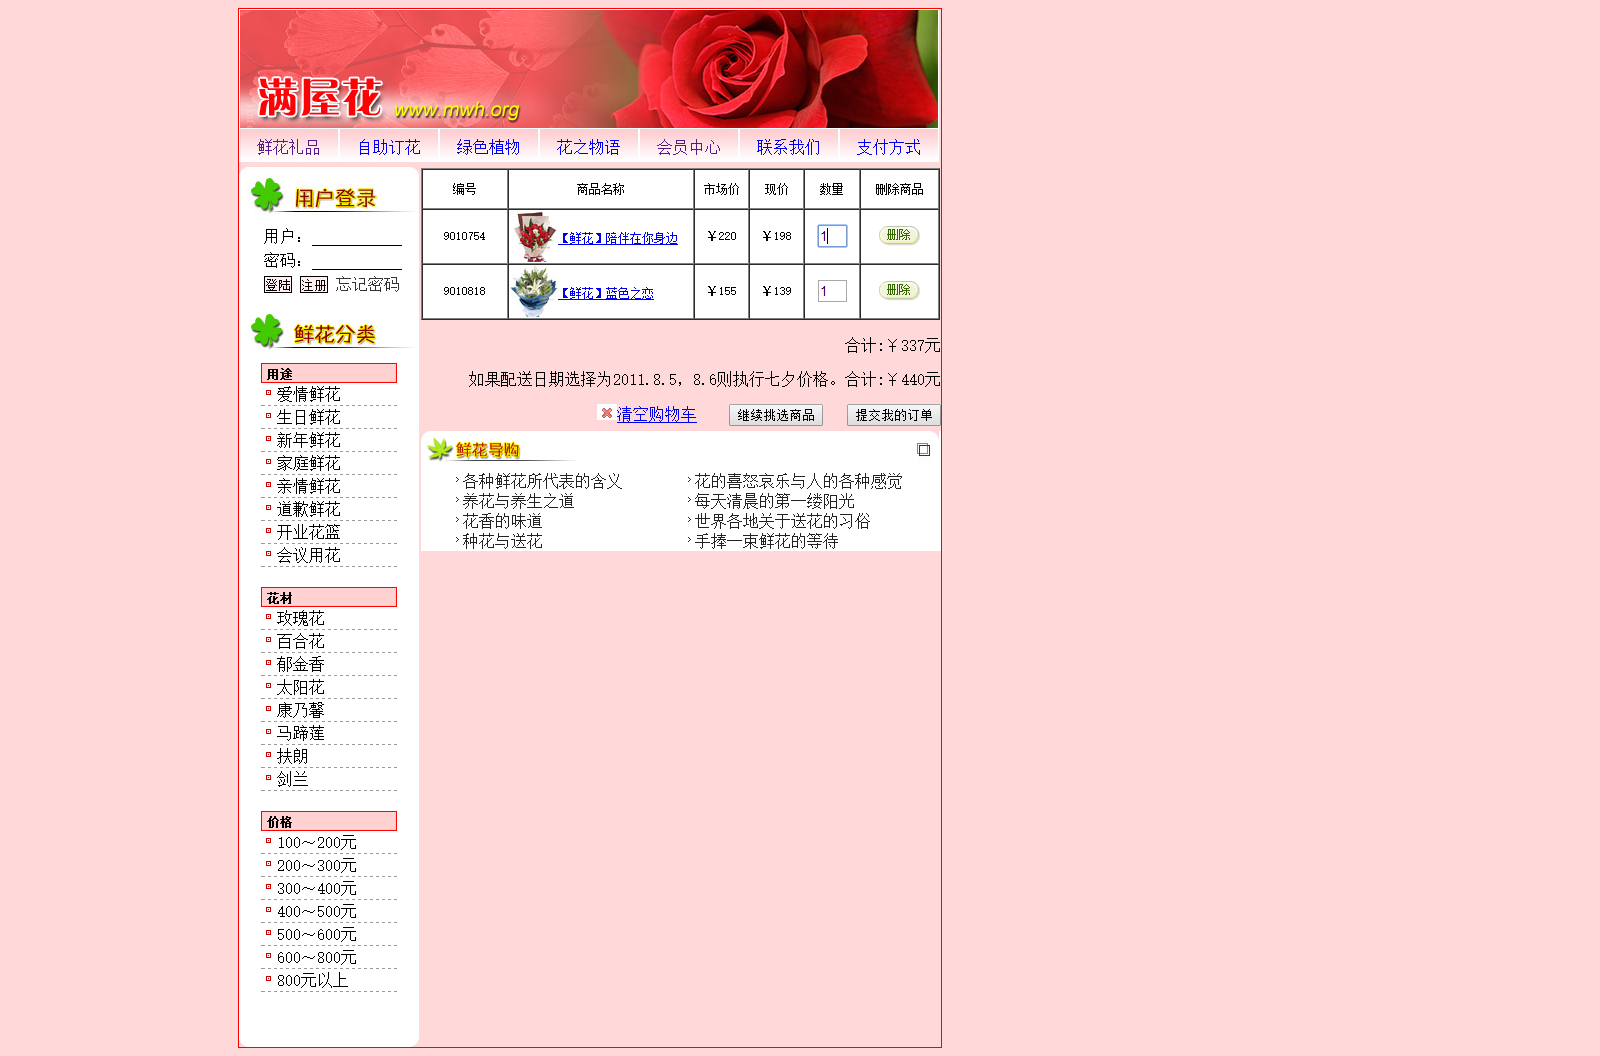 满屋花 www.mwh.org
鲜花礼品 自助订花 绿色植物 花之物语 会员中心 联系我们 支付方式
用户登录
用户：
密码：
登陆 注册 忘记密码
鲜花分类
用途
爱情鲜花
生日鲜花
新年鲜花
家庭鲜花
亲情鲜花
道歉鲜花
开业花篮
会议用花
花材
玫瑰花
百合花
郁金香
太阳花
康乃馨
马蹄莲
扶朗
剑兰
价格
100～200元
200～300元
300～400元
400～500元
500～600元
600～800元
800元以上
编号 商品名称 市场价 现价 数量 删除商品
9010754 【鲜花】陪伴在你身边 ￥220 ￥198 1 删除
9010818 【鲜花】蓝色之恋 ￥155 ￥139 1 删除
合计:￥337元
如果配送日期选择为2011.8.5，8.6则执行七夕价格。合计:￥440元
清空购物车 继续挑选商品 提交我的订单
鲜花导购
各种鲜花所代表的含义 花的喜怒哀乐与人的各种感觉
养花与养生之道 每天清晨的第一缕阳光
花香的味道 世界各地关于送花的习俗
种花与送花 手捧一束鲜花的等待